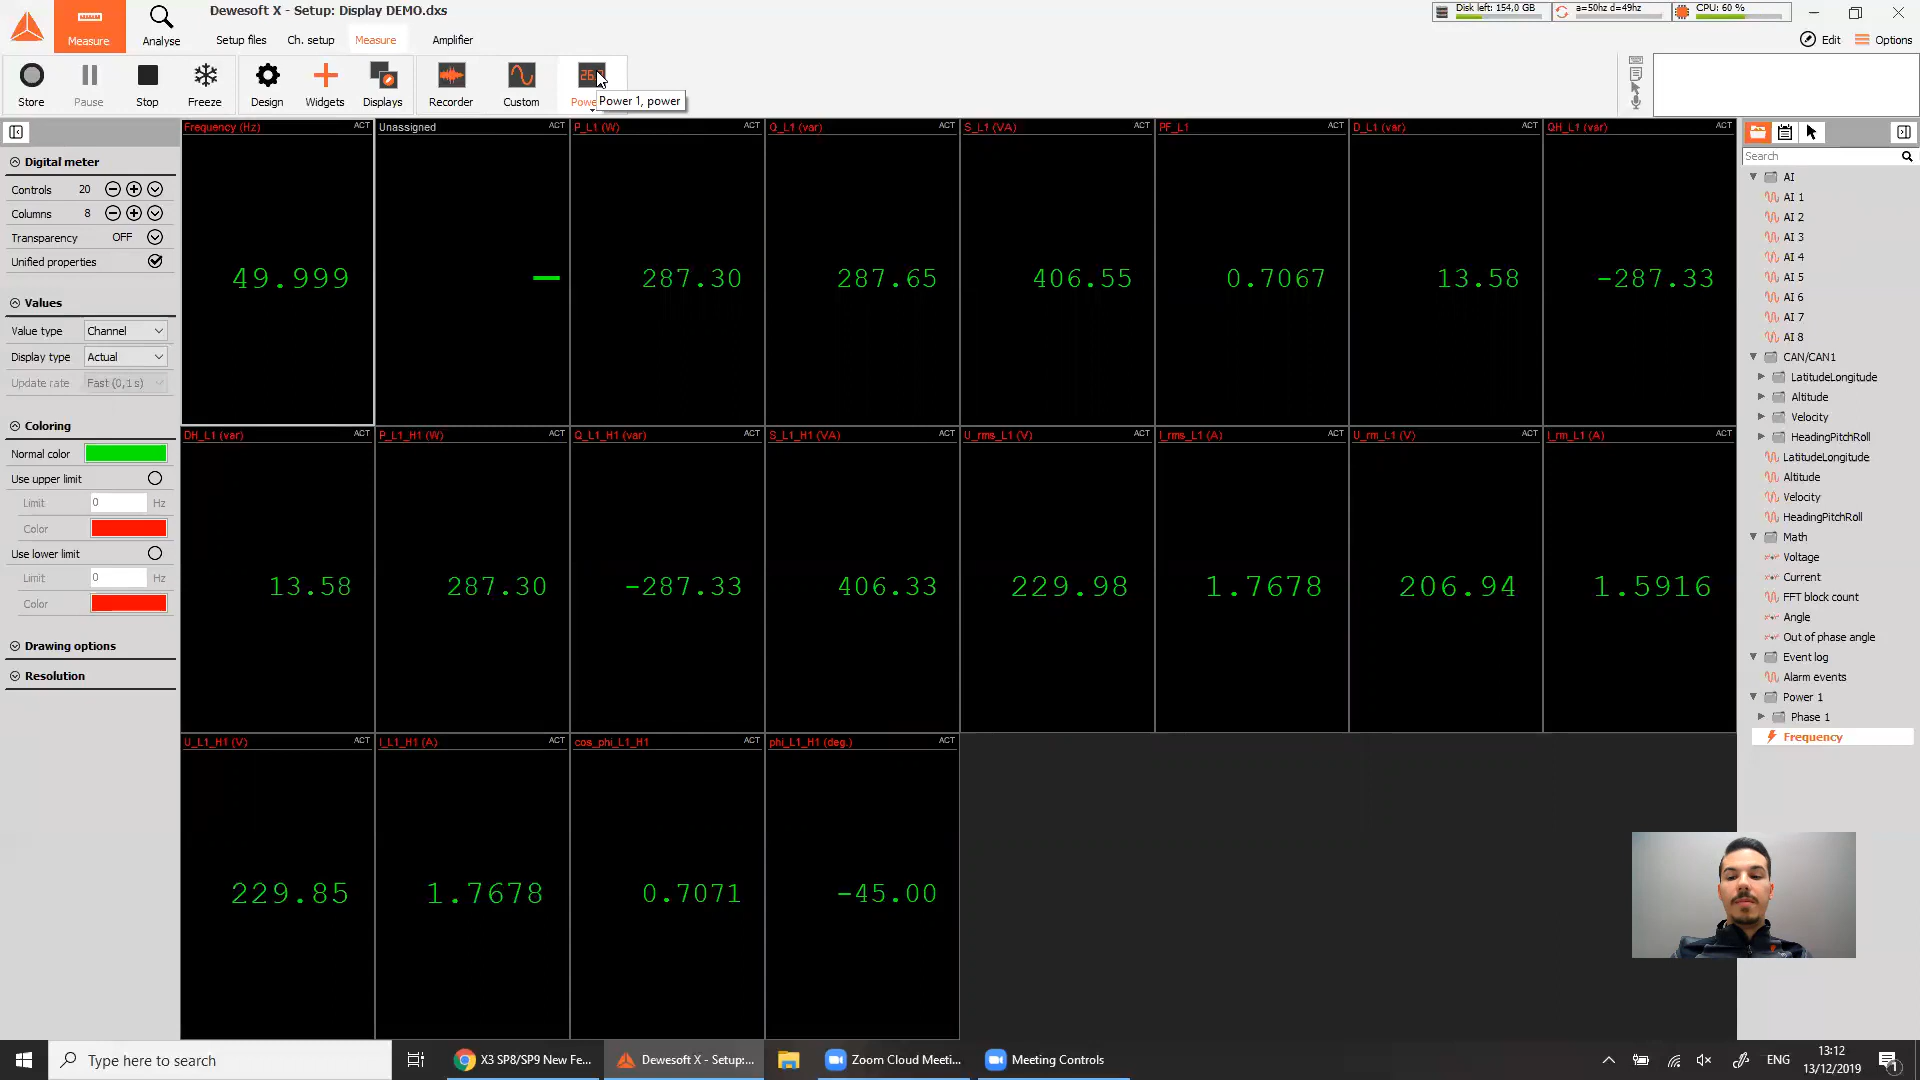 Dewesoft X - Setup: Display DEMO.dxs
Disk left: 154,0 GB
a=50hz d=49hz
CPU: 60 %
Measure
Analyse
Setup files
Ch. setup
Measure
Amplifier
Edit
Options
Store
Pause
Stop
Freeze
Design
Widgets
Displays
Recorder
Custom
Power 1, power
Digital meter
Controls 20
Columns 8
Transparency OFF
Unified properties
Values
Value type Channel
Display type Actual
Update rate Fast (0,1 s)
Coloring
Normal color
Use upper limit
Limit 0 Hz
Color
Use lower limit
Limit 0 Hz
Color
Drawing options
Resolution
Frequency (Hz) ACT
49.999
Unassigned ACT
P_L1 (W) ACT
287.30
Q_L1 (var) ACT
287.65
S_L1 (VA) ACT
406.55
PF_L1 ACT
0.7067
D_L1 (var) ACT
13.58
QH_L1 (var) ACT
-287.33
DH_L1 (var) ACT
13.58
P_L1_H1 (W) ACT
287.30
Q_L1_H1 (var) ACT
-287.33
S_L1_H1 (VA) ACT
406.33
U_rms_L1 (V) ACT
229.98
I_rms_L1 (A) ACT
1.7678
U_rm_L1 (V) ACT
206.94
I_rm_L1 (A) ACT
1.5916
U_L1_H1 (V) ACT
229.85
I_L1_H1 (A) ACT
1.7678
cos_phi_L1_H1 ACT
0.7071
phi_L1_H1 (deg.) ACT
-45.00
Search
AI
AI 1
AI 2
AI 3
AI 4
AI 5
AI 6
AI 7
AI 8
CAN/CAN1
LatitudeLongitude
Altitude
Velocity
HeadingPitchRoll
LatitudeLongitude
Altitude
Velocity
HeadingPitchRoll
Math
Voltage
Current
FFT block count
Angle
Out of phase angle
Event log
Alarm events
Power 1
Phase 1
Frequency
Type here to search
X3 SP8/SP9 New Fe...
Dewesoft X - Setup:...
Zoom Cloud Meeti...
Meeting Controls
ENG
13:12
13/12/2019